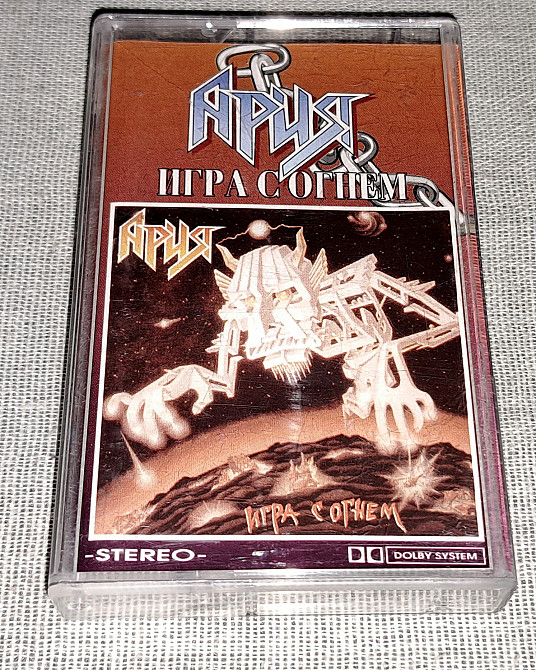 Ария
ИГРА С ОГНЕМ
Ария
ИГРА С ОГНЕМ
-STEREO-
DOLBY SYSTEM